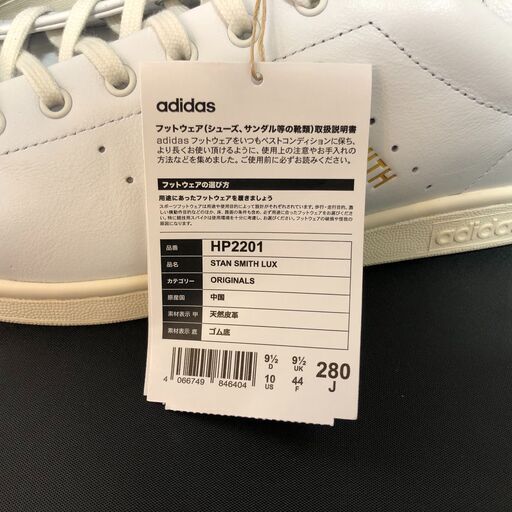 adidas
フットウェア(シューズ、サンダル等の靴類)取扱説明書
adidasフットウェアをいつもベストコンディションに保ち、
より長くお使い頂けるように、使用上の注意やお手入れの
方法などを集めました。ご使用前に必ずお読みください。
フットウェアの選び方
用途にあったフットウェアを履きましょう
品番 HP2201
品名 STAN SMITH LUX
カテゴリー ORIGINALS
原産国 中国
素材表示 甲 天然皮革
素材表示 底 ゴム底
4 066749 846404
9½ D
9½ UK
10 US
44 F
280 J
adidas